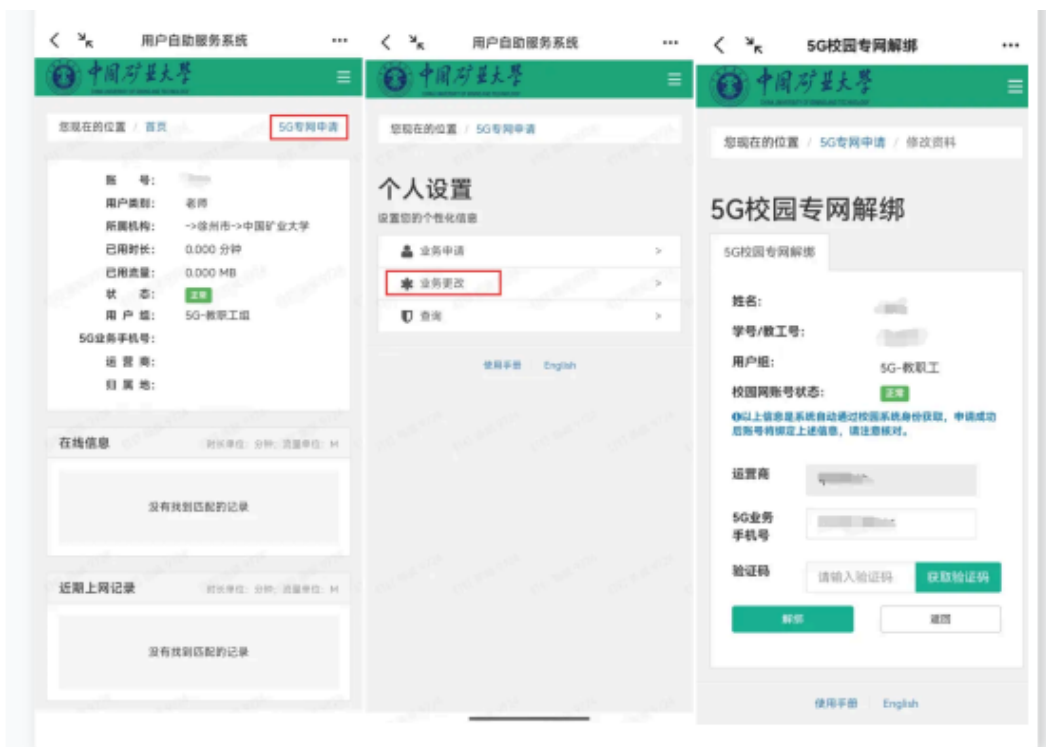 用户自助服务系统
中国矿业大学
您现在的位置 / 首页
5G专网申请
账 号:
用户类别: 老师
所属机构: ->徐州市->中国矿业大学
已用时长: 0.000 分钟
已用流量: 0.000 MB
状 态: 正常
用 户 组: 5G-教职工组
5G业务手机号:
运 营 商:
归 属 地:
在线信息
时长单位: 分钟; 流量单位: M
没有找到匹配的记录
近期上网记录
时长单位: 分钟; 流量单位: M
没有找到匹配的记录
用户自助服务系统
中国矿业大学
您现在的位置 / 5G专网申请
个人设置
设置您的个性化信息
业务申请
业务更改
查询
使用手册 English
5G校园专网解绑
中国矿业大学
您现在的位置 / 5G专网申请 / 修改资料
5G校园专网解绑
5G校园专网解绑
姓名:
学号/教工号:
用户组: 5G-教职工
校园网账号状态: 正常
以上信息是系统自动通过校园系统身份获取，申请成功
后账号将绑定上述信息，请注意核对。
运营商
5G业务
手机号
验证码 请输入验证码 获取验证码
解绑 返回
使用手册 English